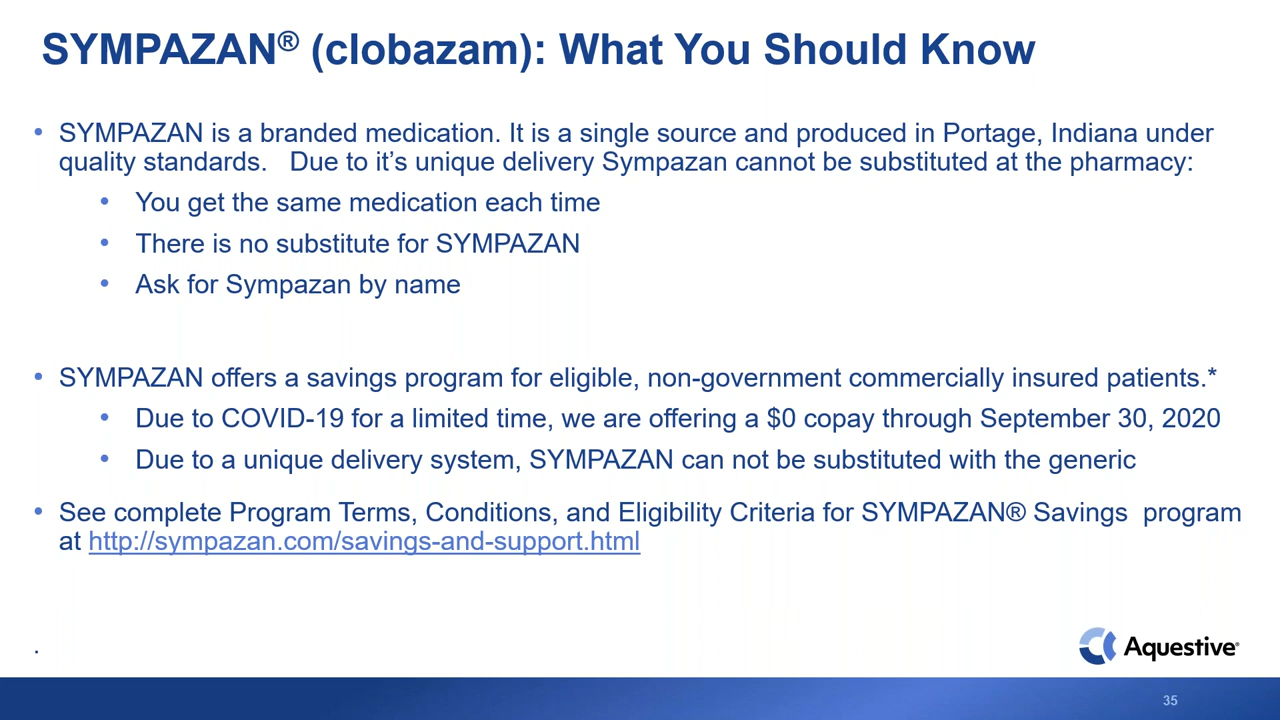 SYMPAZAN® (clobazam): What You Should Know
• SYMPAZAN is a branded medication. It is a single source and produced in Portage, Indiana under
quality standards.   Due to it’s unique delivery Sympazan cannot be substituted at the pharmacy:
• You get the same medication each time
• There is no substitute for SYMPAZAN
• Ask for Sympazan by name
• SYMPAZAN offers a savings program for eligible, non-government commercially insured patients.*
• Due to COVID-19 for a limited time, we are offering a $0 copay through September 30, 2020
• Due to a unique delivery system, SYMPAZAN can not be substituted with the generic
• See complete Program Terms, Conditions, and Eligibility Criteria for SYMPAZAN® Savings  program
at http://sympazan.com/savings-and-support.html
.
Aquestive®
35